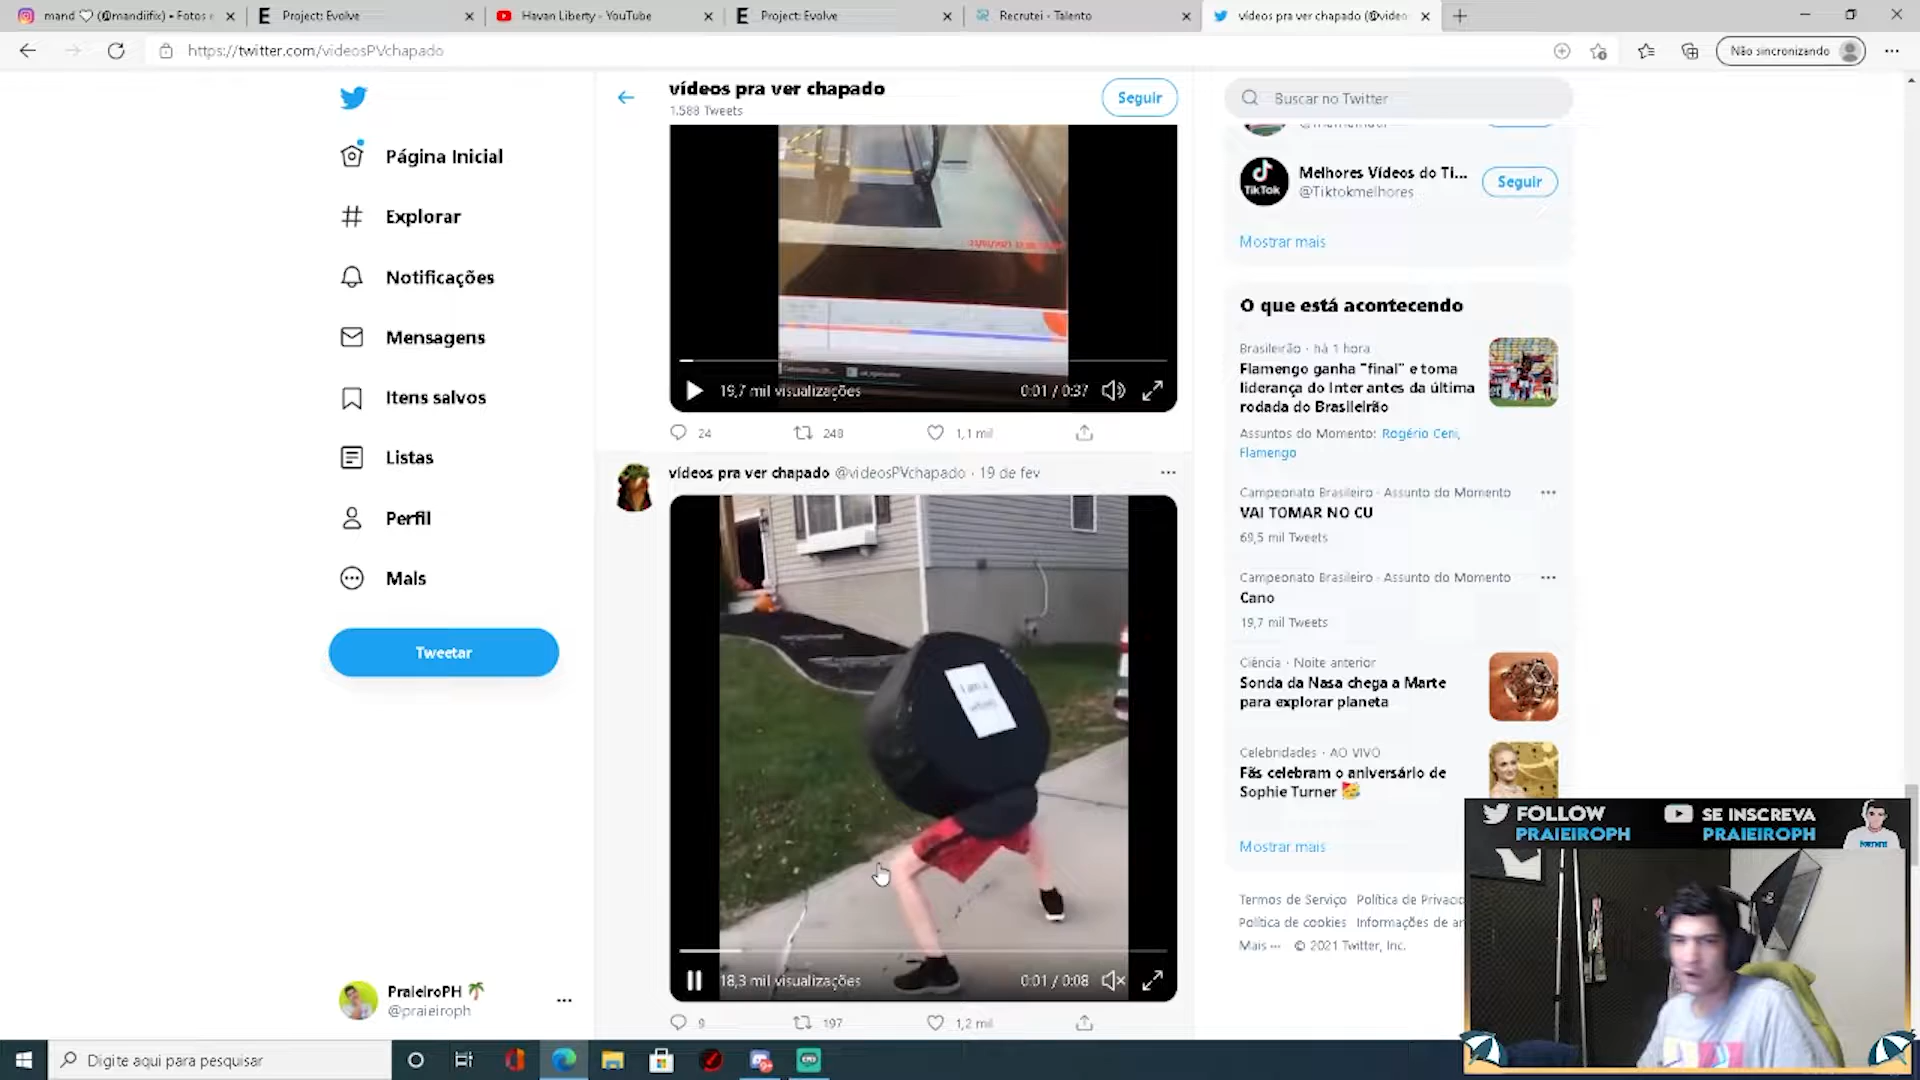 mand ♡ (@mandiifix) • Fotos e
Project: Evolve
Havan Liberty - YouTube
Project: Evolve
Recrutei - Talento
vídeos pra ver chapado (@video
https://twitter.com/videosPVchapado
Não sincronizando
Página Inicial
Explorar
Notificações
Mensagens
Itens salvos
Listas
Perfil
Mais
Tweetar
PraieiroPH
@praieiroph
vídeos pra ver chapado
1.588 Tweets
Seguir
19,7 mil visualizações
0:01 / 0:37
24
248
1,1 mil
vídeos pra ver chapado @videosPVchapado · 19 de fev
I am a
wheel
18,3 mil visualizações
0:01 / 0:08
9
197
1,2 mil
Buscar no Twitter
TikTok
Melhores Vídeos do Ti...
@Tiktokmelhores
Seguir
Mostrar mais
O que está acontecendo
Brasileirão · há 1 hora
Flamengo ganha "final" e toma
liderança do Inter antes da última
rodada do Brasileirão
Assuntos do Momento: Rogério Ceni,
Flamengo
Campeonato Brasileiro · Assunto do Momento
VAI TOMAR NO CU
69,5 mil Tweets
Campeonato Brasileiro · Assunto do Momento
Cano
19,7 mil Tweets
Ciência · Noite anterior
Sonda da Nasa chega a Marte
para explorar planeta
Celebridades · AO VIVO
Fãs celebram o aniversário de
Sophie Turner
Mostrar mais
Termos de Serviço Política de Privacid
Política de cookies Informações de an
Mais ··· © 2021 Twitter, Inc.
FOLLOW
PRAIEIROPH
SE INSCREVA
PRAIEIROPH
Digite aqui para pesquisar